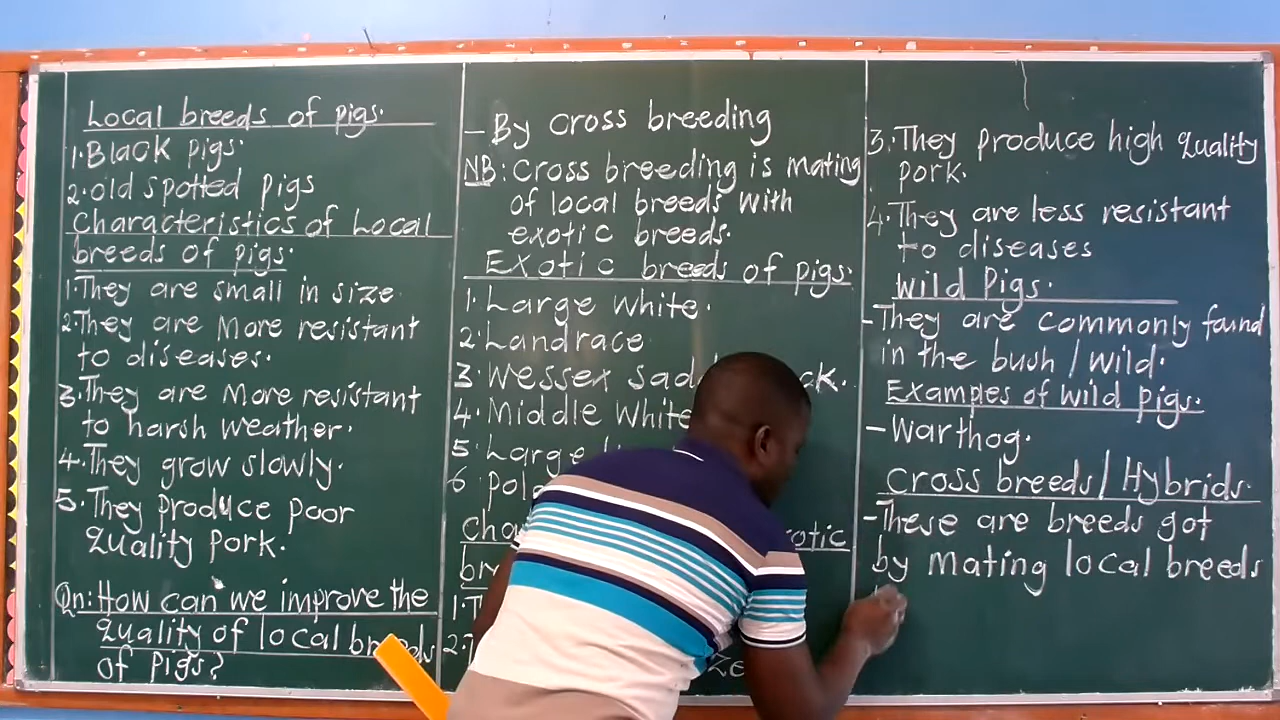 Local breeds of pigs.
1. Black pigs.
2. old spotted pigs
Characteristics of Local
breeds of pigs.
1. They are small in size.
2. They are More resistant
to diseases.
3. They are More resistant
to harsh weather.
4. They grow slowly.
5. They produce poor
quality pork.
Qn: How can we improve the
quality of local breeds
of pigs?
- By cross breeding
NB: Cross breeding is mating
of local breeds with
exotic breeds.
Exotic breeds of pigs.
1. Large White.
2. Landrace
3. Wessex
4. Middle White
5. Large
6
1.
2.
3. They produce high quality
pork.
4. They are less resistant
to diseases
Wild Pigs.
- They are commonly found
in the bush / wild.
Examples of wild pigs.
- Warthog.
Cross breeds / Hybrids.
- These are breeds got
by mating local breeds